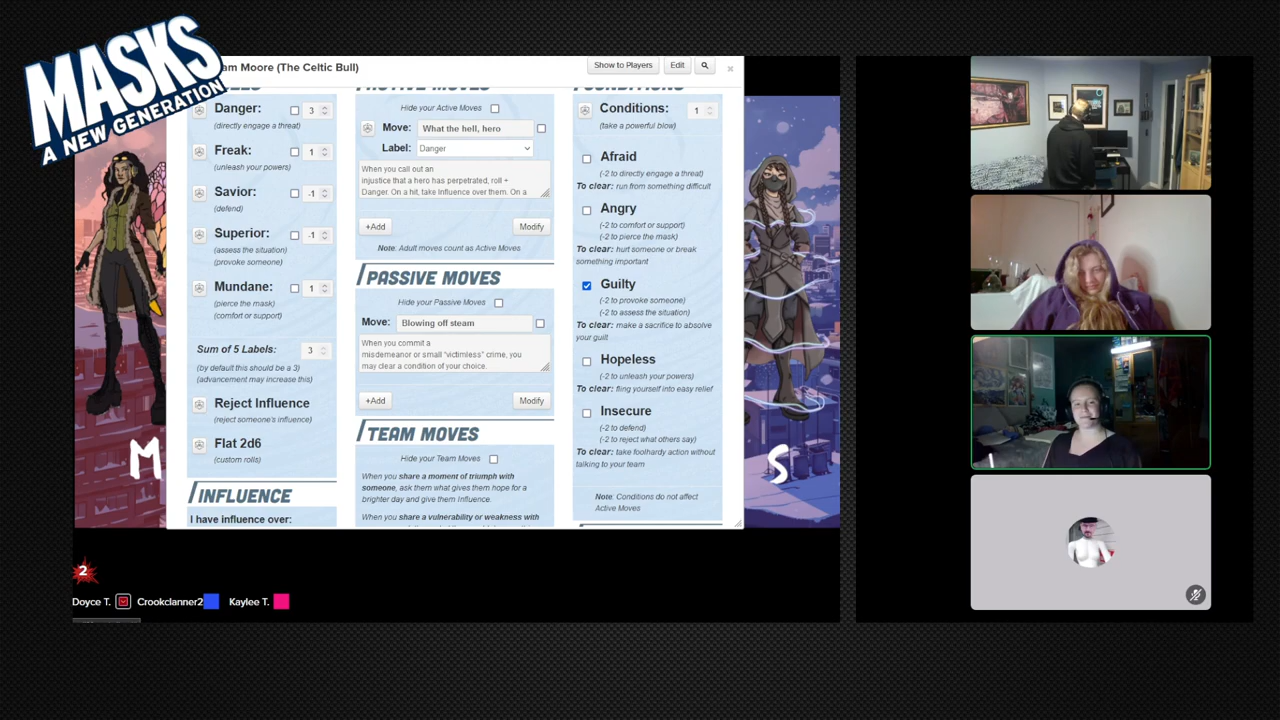 MASKS
A NEW GENERATION
am Moore (The Celtic Bull)
Show to Players
Edit
Danger:
3
(directly engage a threat)
Freak:
1
(unleash your powers)
Savior:
-1
(defend)
Superior:
-1
(assess the situation)
(provoke someone)
Mundane:
1
(pierce the mask)
(comfort or support)
Sum of 5 Labels:
3
(by default this should be a 3)
(advancement may increase this)
Reject Influence
(reject someone's influence)
Flat 2d6
(custom rolls)
INFLUENCE
I have influence over:
ACTIVE MOVES
Hide your Active Moves
Move:
What the hell, hero
Label:
Danger
When you call out an
injustice that a hero has perpetrated, roll +
Danger. On a hit, take Influence over them. On a
+Add
Modify
Note: Adult moves count as Active Moves
PASSIVE MOVES
Hide your Passive Moves
Move:
Blowing off steam
When you commit a
misdemeanor or small "victimless" crime, you
may clear a condition of your choice.
+Add
Modify
TEAM MOVES
Hide your Team Moves
When you share a moment of triumph with
someone, ask them what gives them hope for a
brighter day and give them Influence.
When you share a vulnerability or weakness with
CONDITIONS
Conditions:
1
(take a powerful blow)
Afraid
(-2 to directly engage a threat)
To clear: run from something difficult
Angry
(-2 to comfort or support)
(-2 to pierce the mask)
To clear: hurt someone or break
something important
Guilty
(-2 to provoke someone)
(-2 to assess the situation)
To clear: make a sacrifice to absolve
your guilt
Hopeless
(-2 to unleash your powers)
To clear: fling yourself into easy relief
Insecure
(-2 to defend)
(-2 to reject what others say)
To clear: take foolhardy action without
talking to your team
Note: Conditions do not affect
Active Moves
M
S
2
Doyce T.
Crookclanner2
Kaylee T.